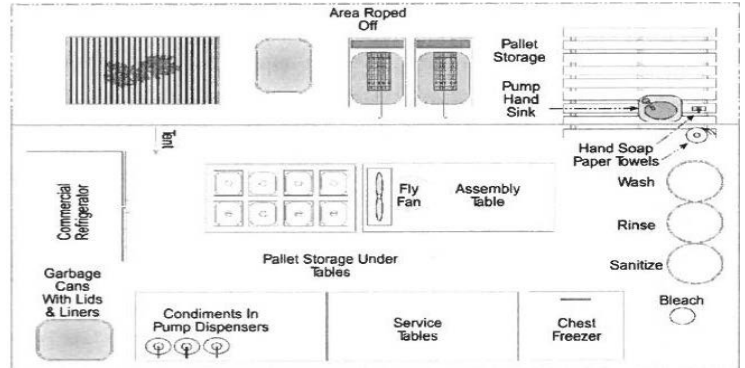 Area Roped
Off
Pallet
Storage
Pump
Hand
Sink
Hand Soap
Paper Towels
Tent
Commercial
Refrigerator
Fly
Fan
Assembly
Table
Wash
Rinse
Sanitize
Pallet Storage Under
Tables
Garbage
Cans
With Lids
& Liners
Condiments In
Pump Dispensers
Service
Tables
Chest
Freezer
Bleach